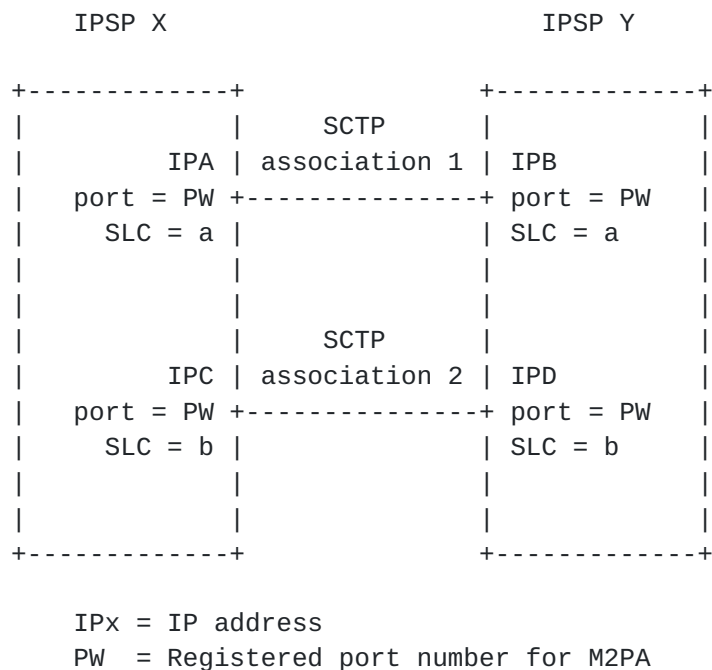 IPSP X IPSP Y
SCTP
IPA association 1 IPB
port = PW port = PW
SLC = a SLC = a
SCTP
IPC association 2 IPD
port = PW port = PW
SLC = b SLC = b
IPx = IP address
PW = Registered port number for M2PA